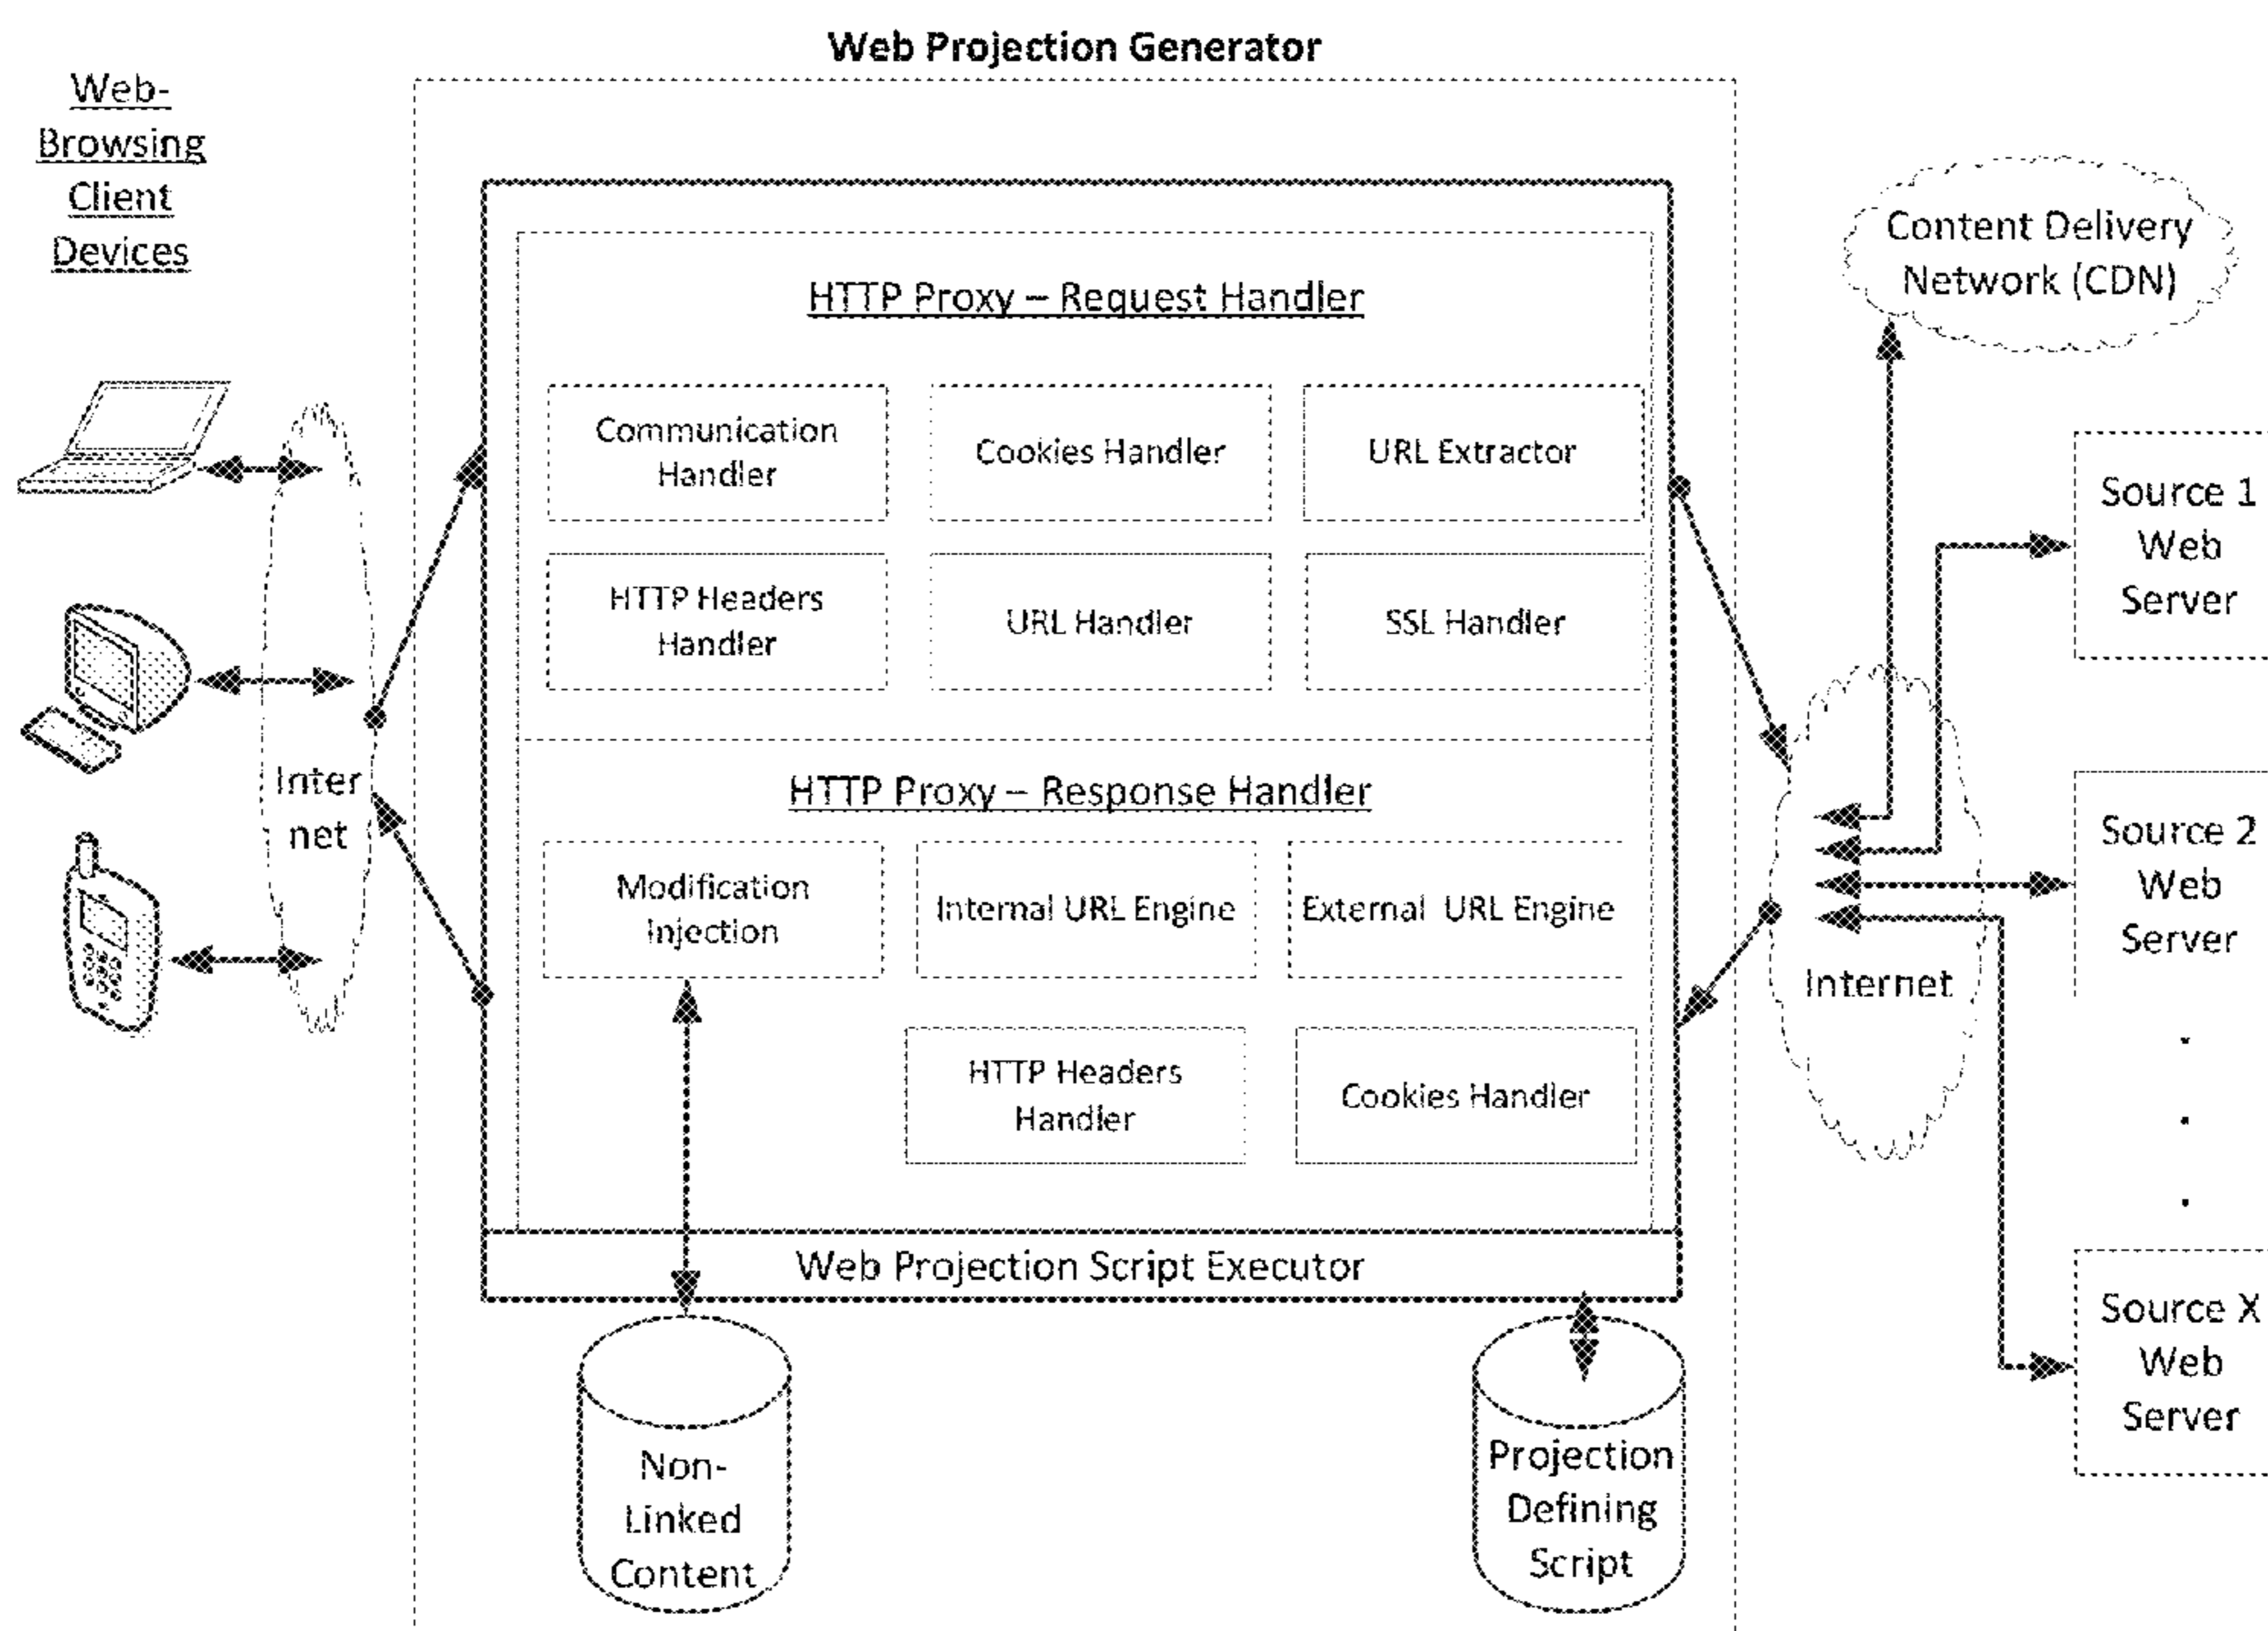 Web Projection Generator
Web-
Browsing
Client
Devices
HTTP Proxy – Request Handler
Communication
Handler
Cookies Handler
URL Extractor
HTTP Headers
Handler
URL Handler
SSL Handler
HTTP Proxy – Response Handler
Modification
Injection
Internal URL Engine
External URL Engine
HTTP Headers
Handler
Cookies Handler
Web Projection Script Executor
Non-
Linked
Content
Projection
Defining
Script
Inter
net
Internet
Content Delivery
Network (CDN)
Source 1
Web
Server
Source 2
Web
Server
.
.
.
Source X
Web
Server